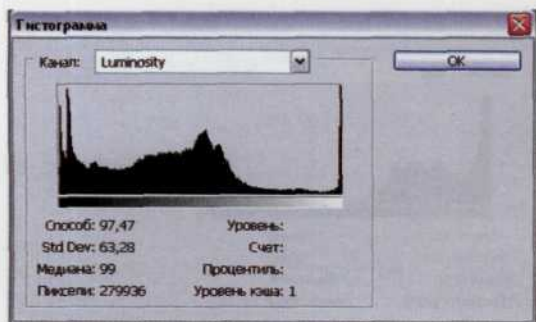 Гистограмма
Канал: Luminosity
OK
Способ: 97,47 Уровень:
Std Dev: 63,28 Счет:
Медиана: 99 Процентиль:
Пиксели: 279936 Уровень кэша: 1